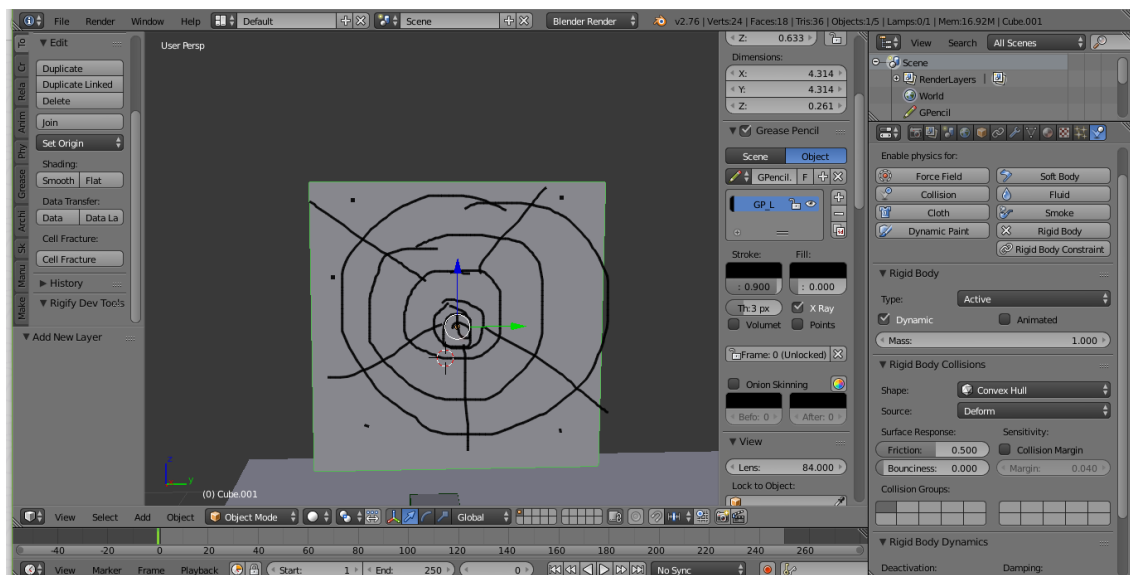 File Render Window Help Default Scene Blender Render v2.76 | Verts:24 | Faces:18 | Tris:36 | Objects:1/5 | Lamps:0/1 | Mem:16.92M | Cube.001
To
Cr
Rela
Anim
Phy
Grease
Archi
Sk
Manu
Make
Edit
Duplicate
Duplicate Linked
Delete
Join
Set Origin
Shading:
Smooth Flat
Data Transfer:
Data Data La
Cell Fracture:
Cell Fracture
History
Rigify Dev Tools
Add New Layer
User Persp
z
y
(0) Cube.001
Z: 0.633
Dimensions:
X: 4.314
Y: 4.314
Z: 0.261
Grease Pencil
Scene Object
GPencil. F
GP_L
Stroke: Fill:
: 0.900 : 0.000
Th:3 px X Ray
Volumet Points
Frame: 0 (Unlocked)
Onion Skinning
Befo: 0 After: 0
View
Lens: 84.000
Lock to Object:
View Search All Scenes
Scene
RenderLayers |
World
GPencil
Enable physics for:
Force Field Soft Body
Collision Fluid
Cloth Smoke
Dynamic Paint Rigid Body
Rigid Body Constraint
Rigid Body
Type: Active
Dynamic Animated
Mass: 1.000
Rigid Body Collisions
Shape: Convex Hull
Source: Deform
Surface Response: Sensitivity:
Friction: 0.500 Collision Margin
Bounciness: 0.000 Margin: 0.040
Collision Groups:
Rigid Body Dynamics
Deactivation: Damping:
View Select Add Object Object Mode Global
-40 -20 0 20 40 60 80 100 120 140 160 180 200 220 240 260
View Marker Frame Playback Start: 1 End: 250 0 No Sync